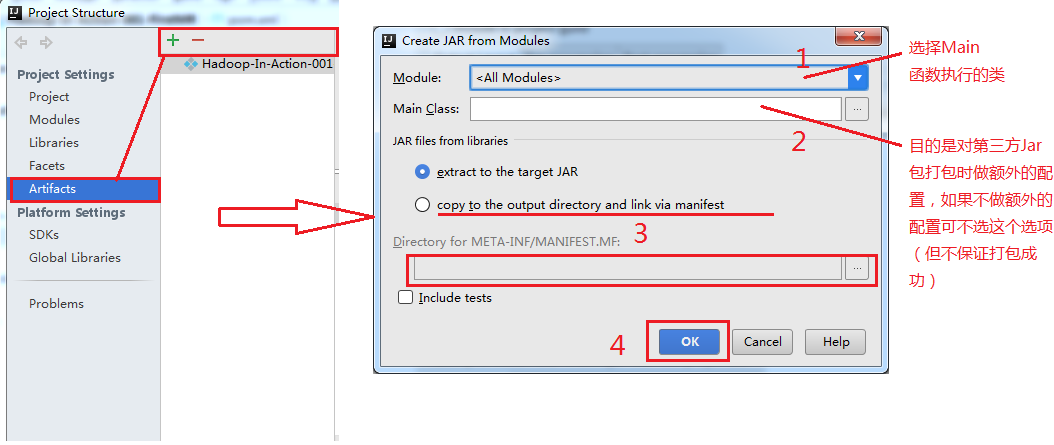 Project Structure
Project Settings
Project
Modules
Libraries
Facets
Artifacts
Platform Settings
SDKs
Global Libraries
Problems
Hadoop-In-Action-001
Create JAR from Modules
Module:
<All Modules>
1
Main Class:
...
2
JAR files from libraries
extract to the target JAR
copy to the output directory and link via manifest
3
Directory for META-INF/MANIFEST.MF:
...
Include tests
4
OK
Cancel
Help
选择Main
函数执行的类
目的是对第三方Jar
包打包时做额外的配
置，如果不做额外的
配置可不选这个选项
（但不保证打包成
功）